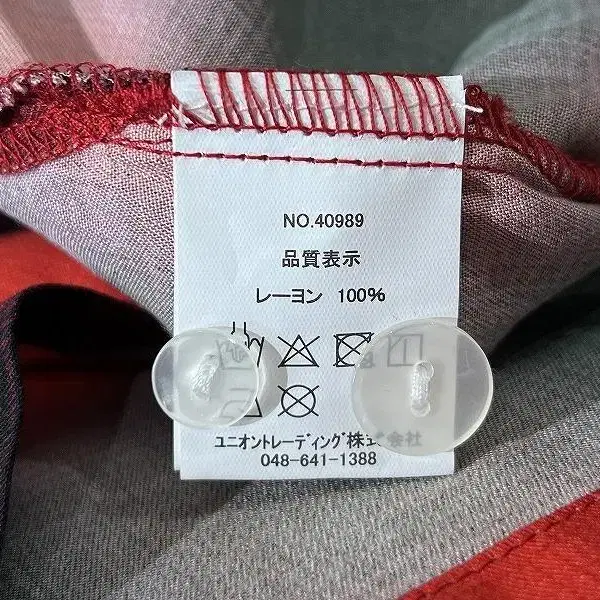 NO.40989
品質表示
レーヨン 100%
ユニオントレーディング株式会社
048-641-1388